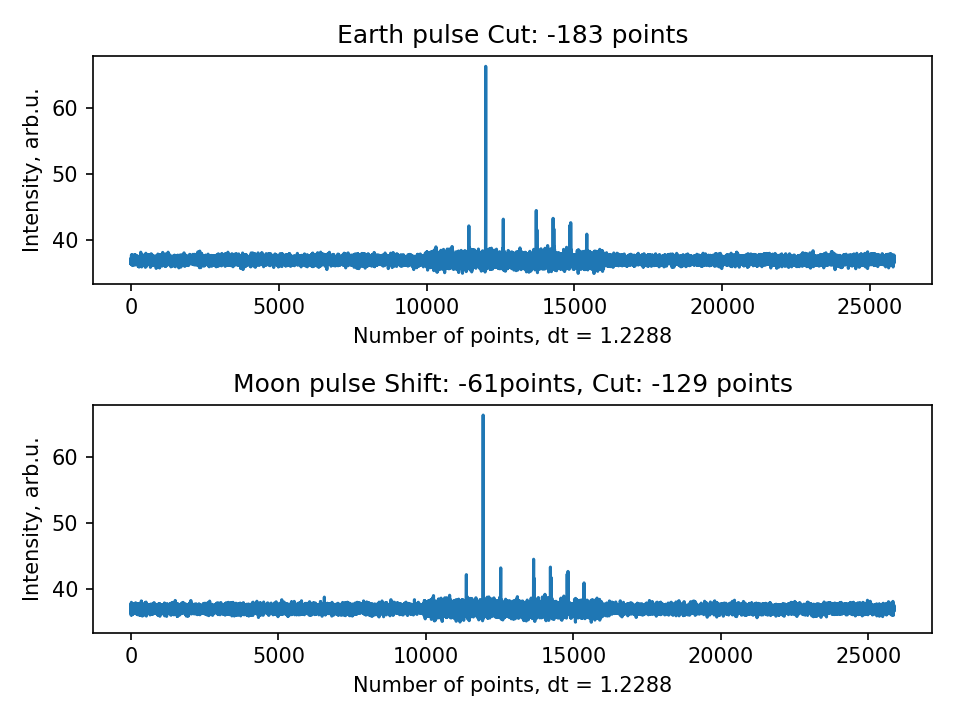 Earth pulse Cut: -183 points
Intensity, arb.u.
60
50
40
0 5000 10000 15000 20000 25000
Number of points, dt = 1.2288
Moon pulse Shift: -61points, Cut: -129 points
Intensity, arb.u.
60
50
40
0 5000 10000 15000 20000 25000
Number of points, dt = 1.2288